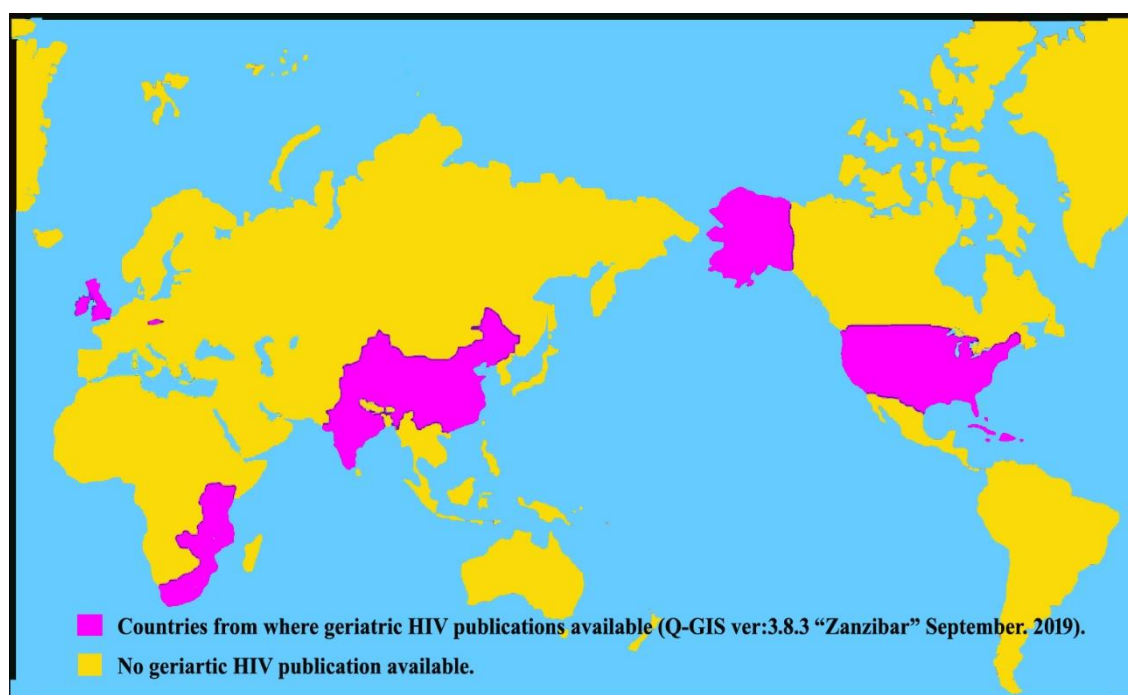 Countries from where geriatric HIV publications available (Q-GIS ver:3.8.3 “Zanzibar” September. 2019).
No geriartic HIV publication available.